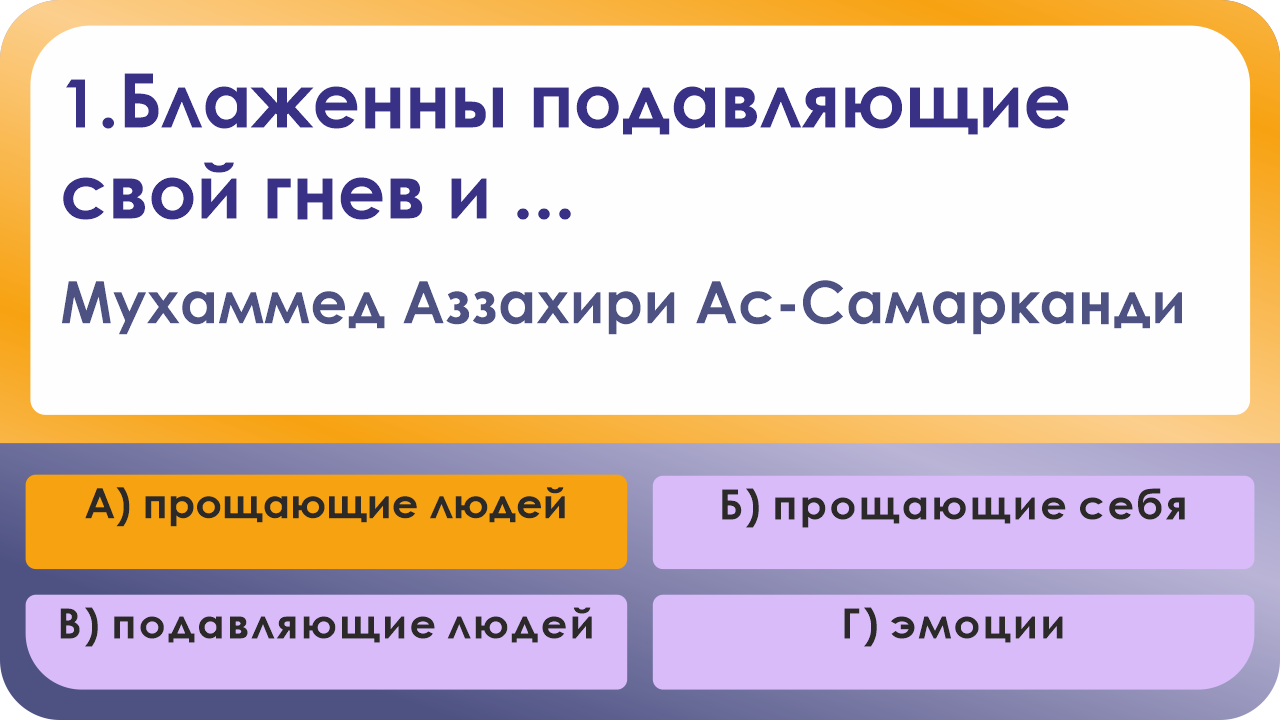 1.Блаженны подавляющие
свой гнев и ...
Мухаммед Аззахири Ас-Самарканди
А) прощающие людей
Б) прощающие себя
В) подавляющие людей
Г) эмоции